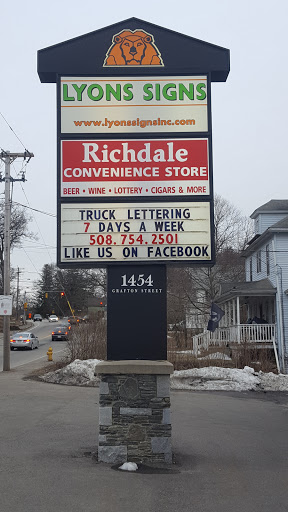 LYONS SIGNS
www.lyonssignsinc.com
Richdale
CONVENIENCE STORE
BEER • WINE • LOTTERY • CIGARS & MORE
TRUCK LETTERING
7 DAYS A WEEK
508.754.2501
LIKE US ON FACEBOOK
1454
GRAFTON STREET